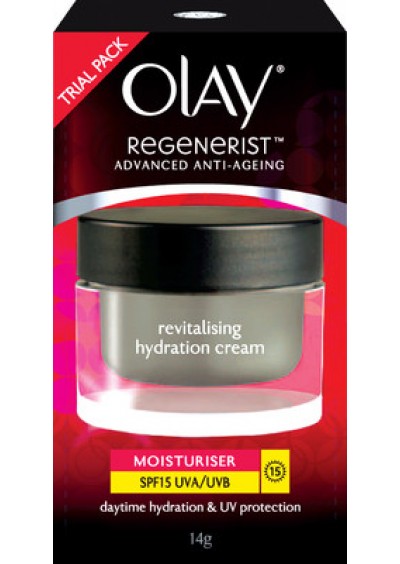 TRIAL PACK
OLAY®
REGENERIST™
ADVANCED ANTI-AGEING
revitalising
hydration cream
MOISTURISER
SPF15 UVA/UVB
15
daytime hydration & UV protection
14g